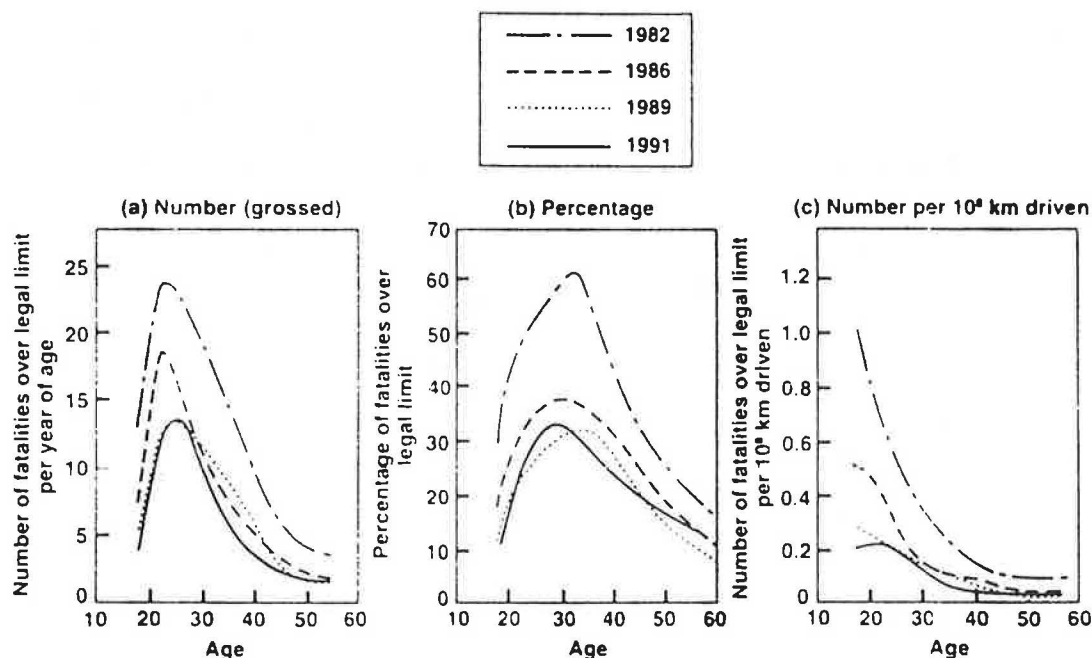 1982
1986
1989
1991
(a) Number (grossed)
Number of fatalities over legal limit
per year of age
25
20
15
10
5
0
10 20 30 40 50 60
Age
(b) Percentage
Percentage of fatalities over
legal limit
70
60
50
40
30
20
10
0
10 20 30 40 50 60
Age
(c) Number per 10⁸ km driven
Number of fatalities over legal limit
per 10⁸ km driven
1.2
1.0
0.8
0.6
0.4
0.2
0
10 20 30 40 50 60
Age